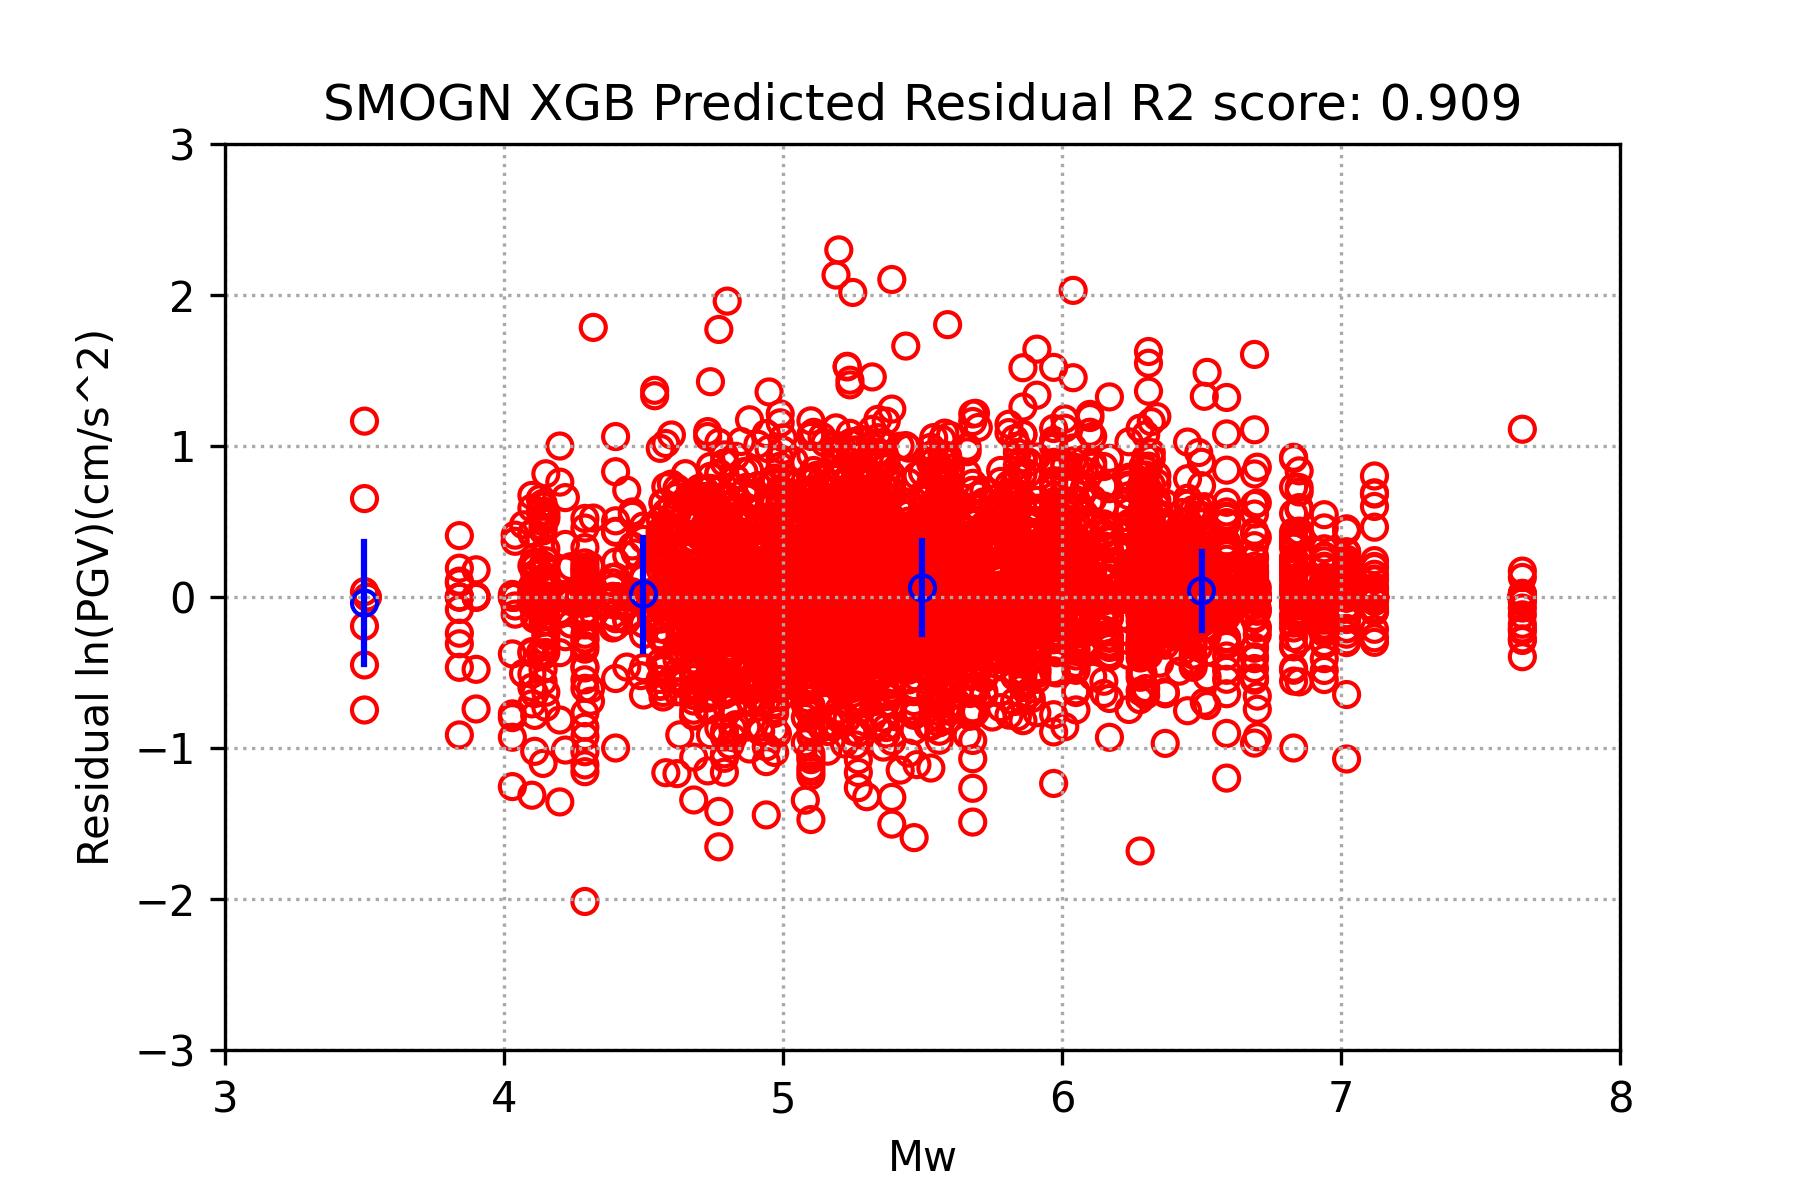 SMOGN XGB Predicted Residual R2 score: 0.909
Residual ln(PGV)(cm/s^2)
3
2
1
0
−1
−2
−3
3 4 5 6 7 8
Mw